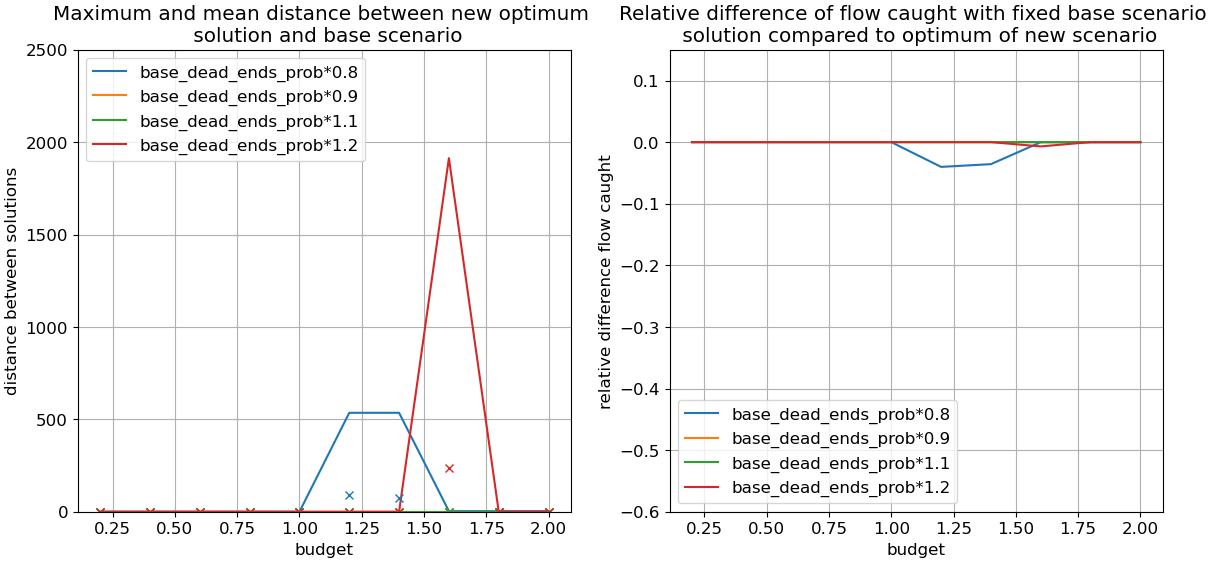 Maximum and mean distance between new optimum
solution and base scenario
2500
2000
1500
1000
500
0
distance between solutions
base_dead_ends_prob*0.8
base_dead_ends_prob*0.9
base_dead_ends_prob*1.1
base_dead_ends_prob*1.2
0.25 0.50 0.75 1.00 1.25 1.50 1.75 2.00
budget
Relative difference of flow caught with fixed base scenario
solution compared to optimum of new scenario
0.1
0.0
−0.1
−0.2
−0.3
−0.4
−0.5
−0.6
relative difference flow caught
base_dead_ends_prob*0.8
base_dead_ends_prob*0.9
base_dead_ends_prob*1.1
base_dead_ends_prob*1.2
0.25 0.50 0.75 1.00 1.25 1.50 1.75 2.00
budget